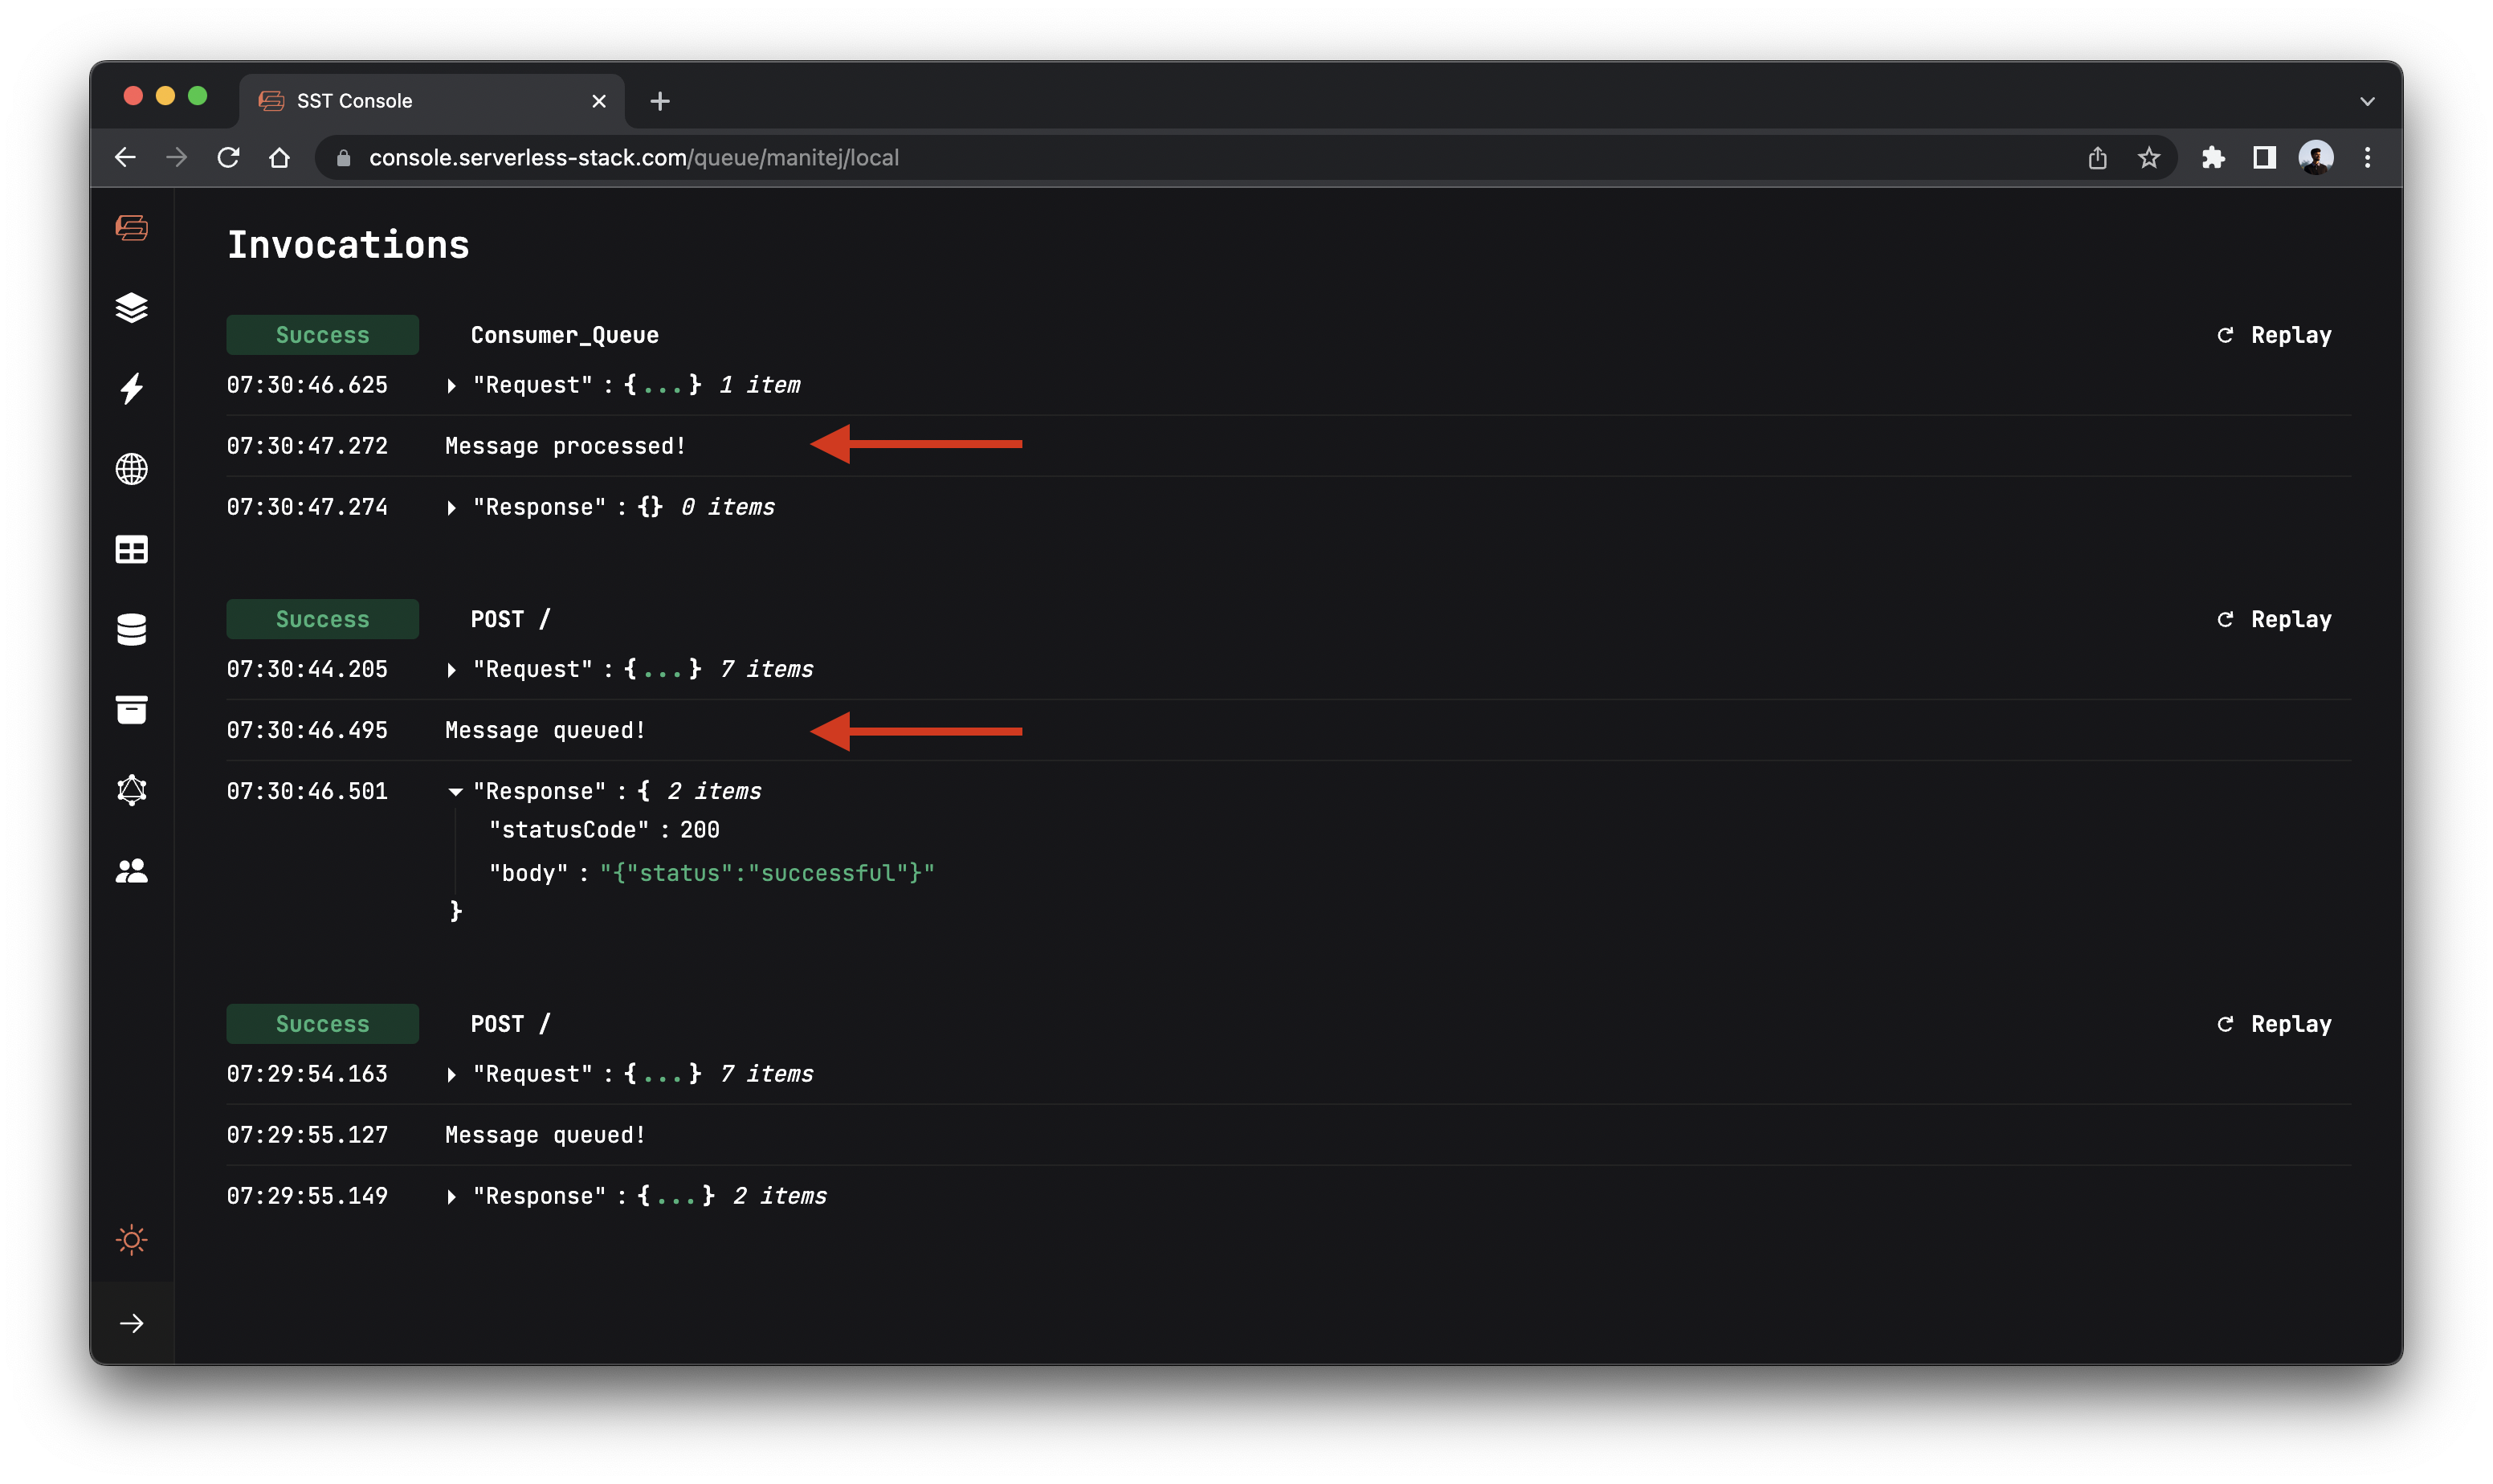 SST Console
console.serverless-stack.com/queue/manitej/local
Invocations
Success Consumer_Queue Replay
07:30:46.625 "Request" : {...} 1 item
07:30:47.272 Message processed!
07:30:47.274 "Response" : {} 0 items
Success POST / Replay
07:30:44.205 "Request" : {...} 7 items
07:30:46.495 Message queued!
07:30:46.501 "Response" : { 2 items
"statusCode" : 200
"body" : "{"status":"successful"}"
}
Success POST / Replay
07:29:54.163 "Request" : {...} 7 items
07:29:55.127 Message queued!
07:29:55.149 "Response" : {...} 2 items